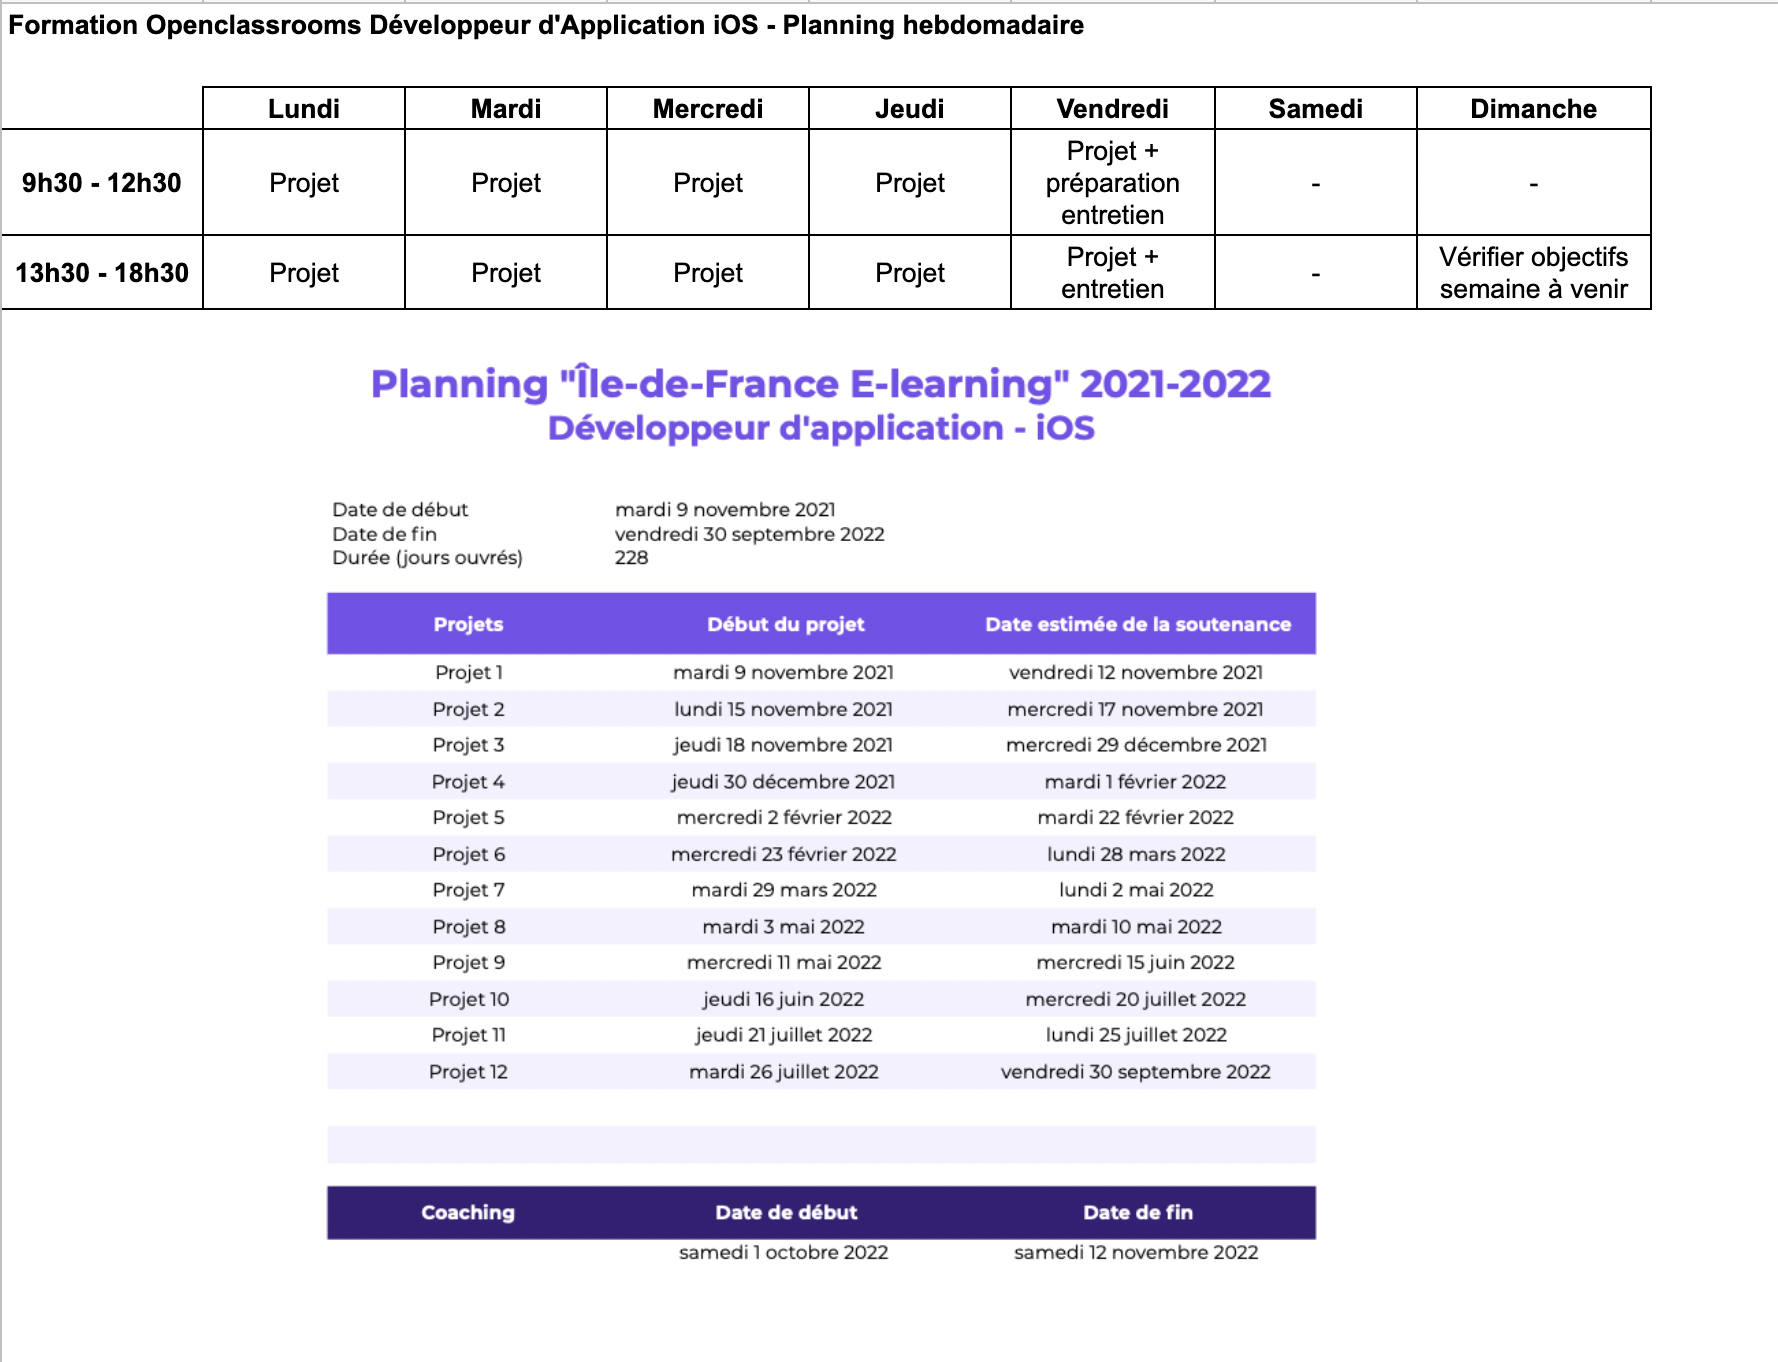 Formation Openclassrooms Développeur d'Application iOS - Planning hebdomadaire
Lundi Mardi Mercredi Jeudi Vendredi Samedi Dimanche
9h30 - 12h30 Projet Projet Projet Projet Projet + préparation entretien - -
13h30 - 18h30 Projet Projet Projet Projet Projet + entretien - Vérifier objectifs semaine à venir
Planning "Île-de-France E-learning" 2021-2022
Développeur d'application - iOS
Date de début mardi 9 novembre 2021
Date de fin vendredi 30 septembre 2022
Durée (jours ouvrés) 228
Projets Début du projet Date estimée de la soutenance
Projet 1 mardi 9 novembre 2021 vendredi 12 novembre 2021
Projet 2 lundi 15 novembre 2021 mercredi 17 novembre 2021
Projet 3 jeudi 18 novembre 2021 mercredi 29 décembre 2021
Projet 4 jeudi 30 décembre 2021 mardi 1 février 2022
Projet 5 mercredi 2 février 2022 mardi 22 février 2022
Projet 6 mercredi 23 février 2022 lundi 28 mars 2022
Projet 7 mardi 29 mars 2022 lundi 2 mai 2022
Projet 8 mardi 3 mai 2022 mardi 10 mai 2022
Projet 9 mercredi 11 mai 2022 mercredi 15 juin 2022
Projet 10 jeudi 16 juin 2022 mercredi 20 juillet 2022
Projet 11 jeudi 21 juillet 2022 lundi 25 juillet 2022
Projet 12 mardi 26 juillet 2022 vendredi 30 septembre 2022
Coaching Date de début Date de fin
samedi 1 octobre 2022 samedi 12 novembre 2022